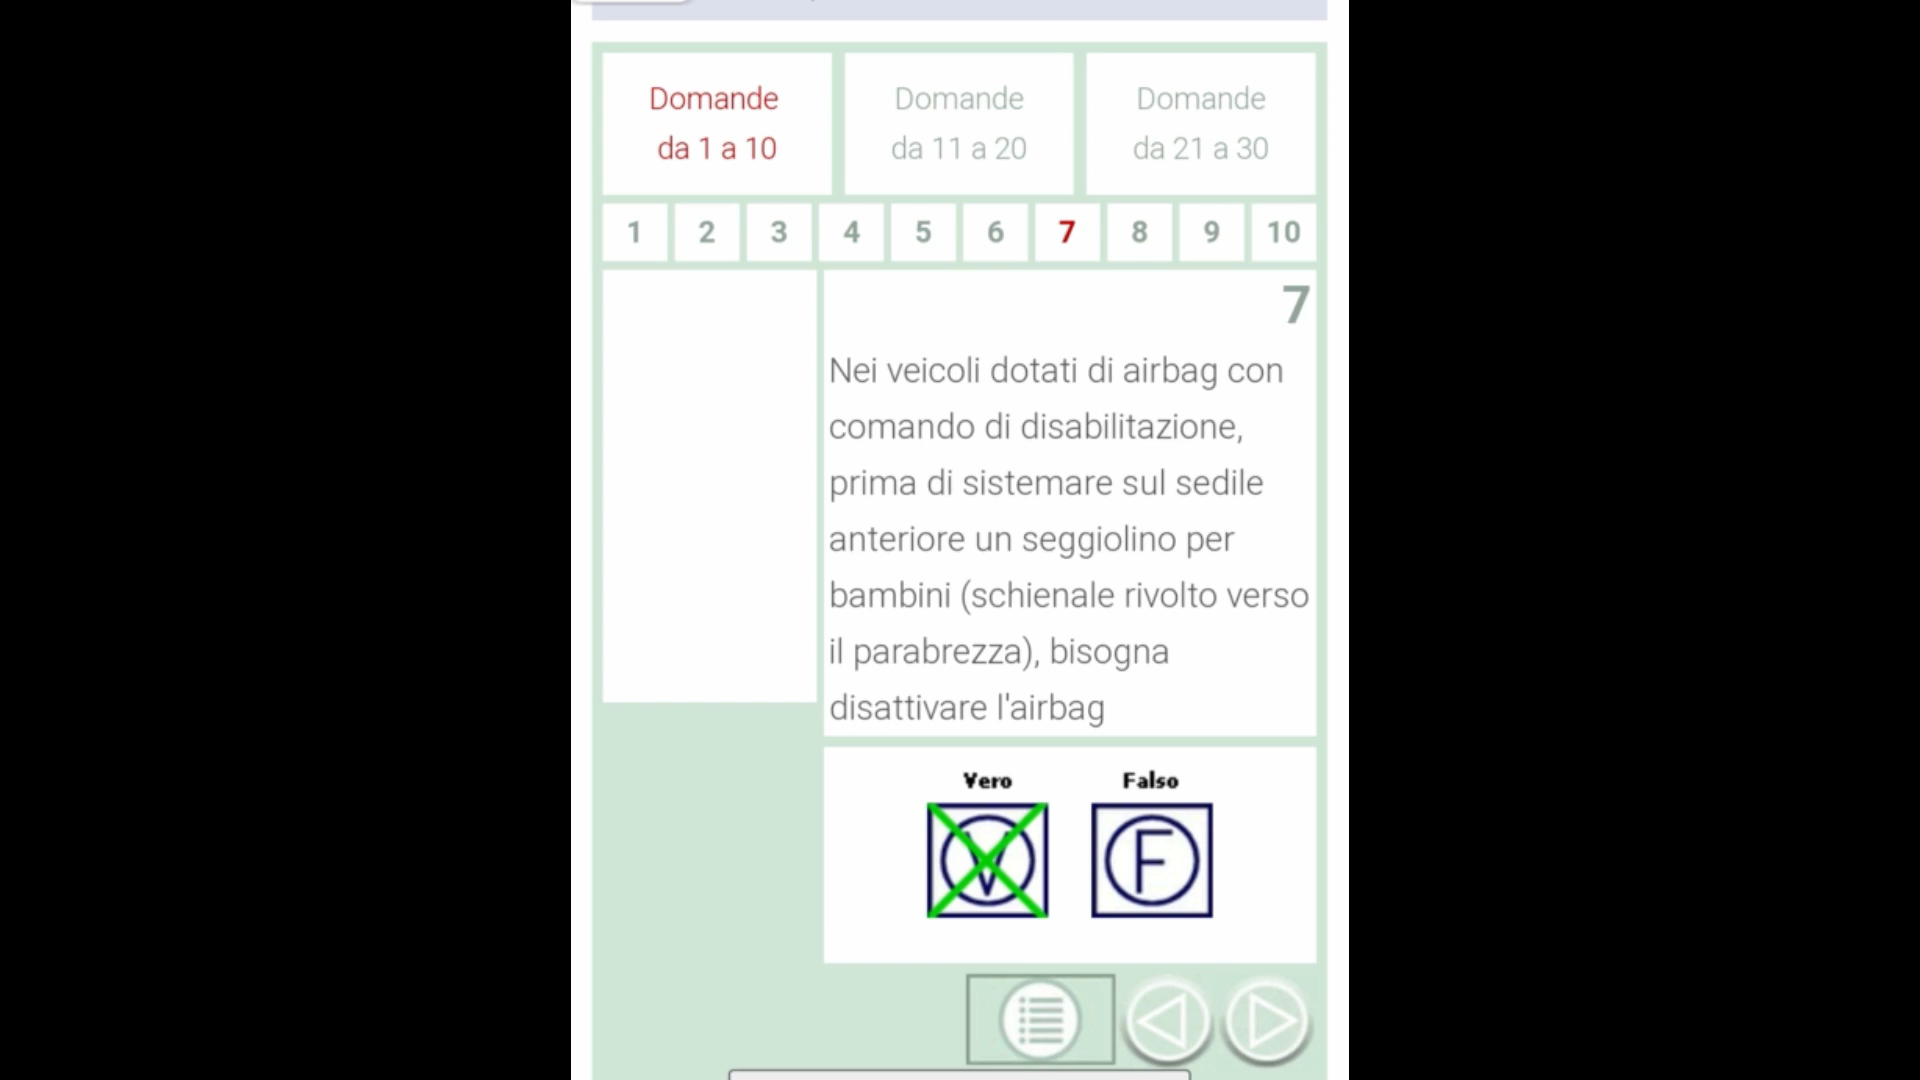 Domande
da 1 a 10
Domande
da 11 a 20
Domande
da 21 a 30
1 2 3 4 5 6 7 8 9 10
7
Nei veicoli dotati di airbag con
comando di disabilitazione,
prima di sistemare sul sedile
anteriore un seggiolino per
bambini (schienale rivolto verso
il parabrezza), bisogna
disattivare l'airbag
Vero Falso
V F